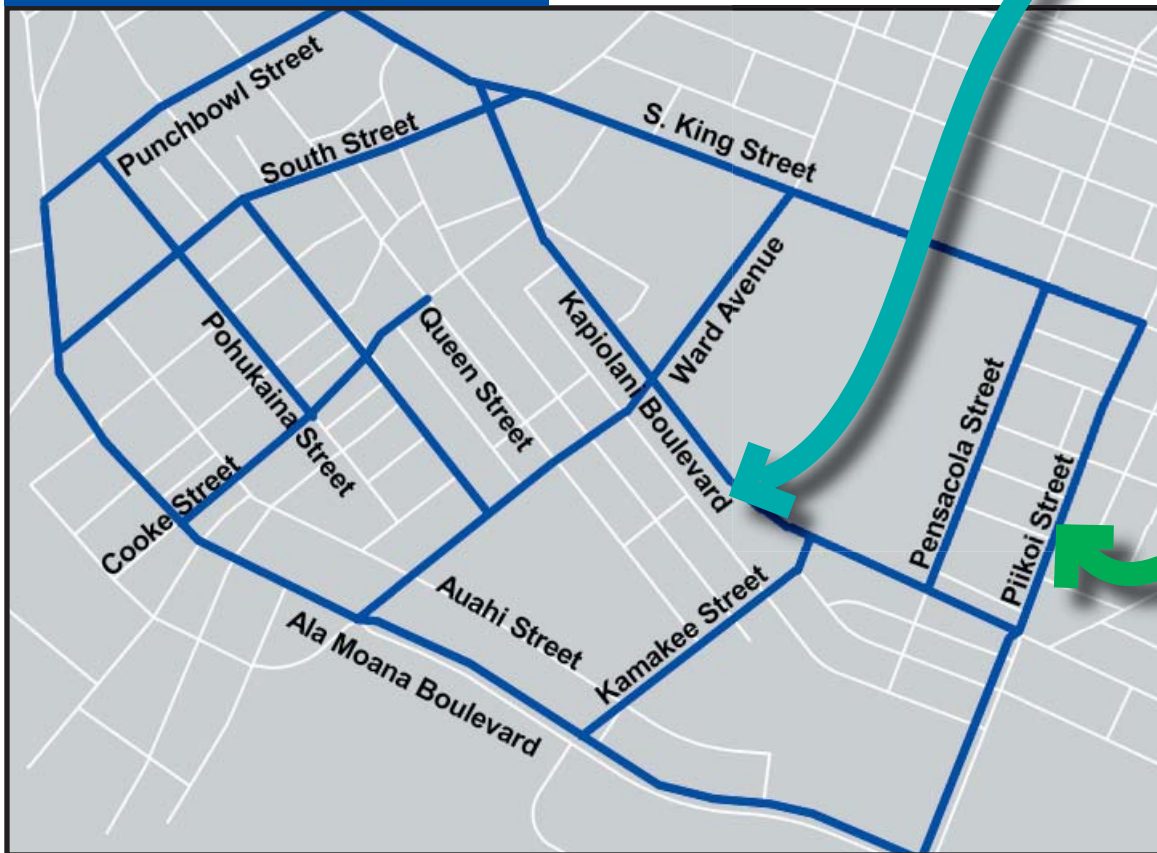 Punchbowl Street
South Street
S. King Street
Ward Avenue
Kapiolani Boulevard
Queen Street
Pohukaina Street
Cooke Street
Pensacola Street
Piikoi Street
Auahi Street
Kamakee Street
Ala Moana Boulevard